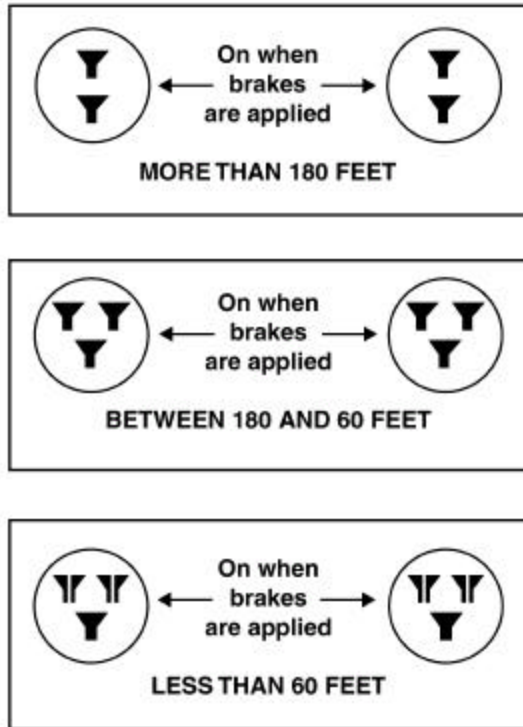 On when
brakes
are applied
MORE THAN 180 FEET
On when
brakes
are applied
BETWEEN 180 AND 60 FEET
On when
brakes
are applied
LESS THAN 60 FEET